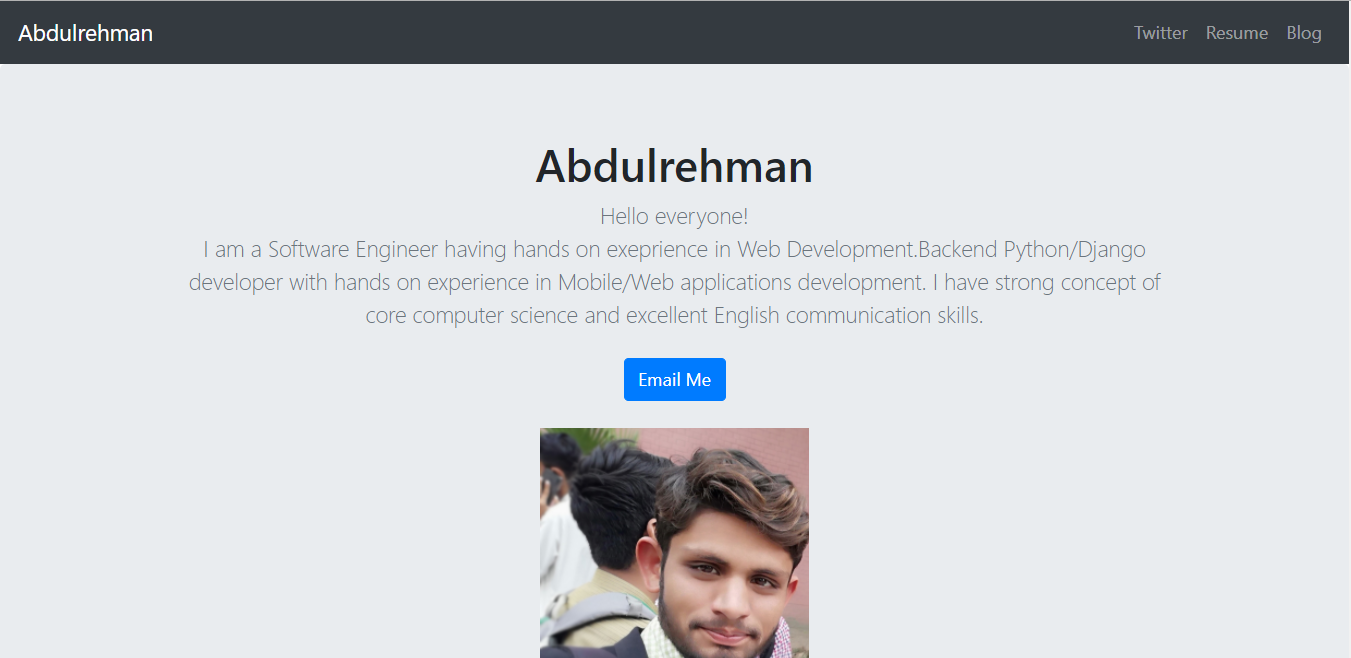 Abdulrehman
Twitter Resume Blog
Abdulrehman
Hello everyone!
I am a Software Engineer having hands on exeprience in Web Development.Backend Python/Django
developer with hands on experience in Mobile/Web applications development. I have strong concept of
core computer science and excellent English communication skills.
Email Me